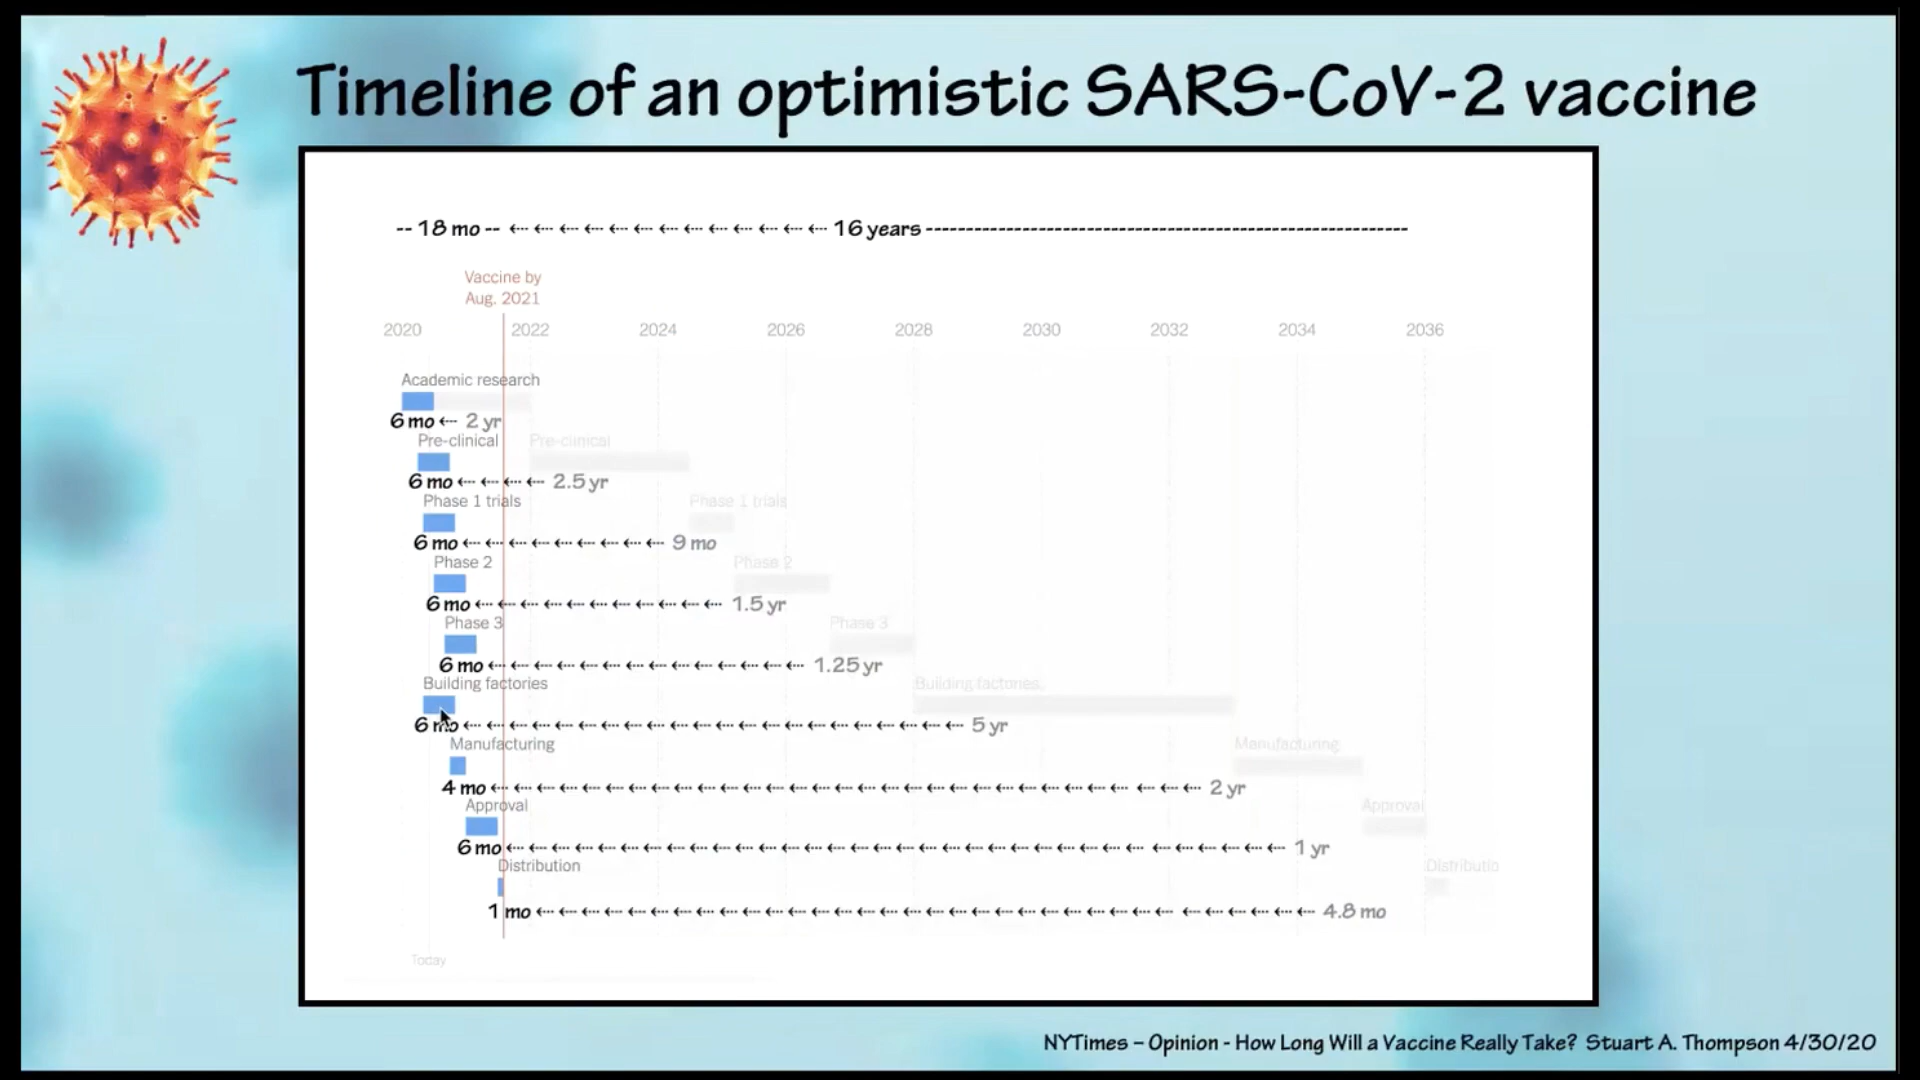 Timeline of an optimistic SARS-CoV-2 vaccine
-- 18 mo -- 16 years
Vaccine by
Aug. 2021
2020 2022 2024 2026 2028 2030 2032 2034 2036
Academic research
6 mo 2 yr
Pre-clinical Pre-clinical
6 mo 2.5 yr
Phase 1 trials Phase 1 trials
6 mo 9 mo
Phase 2 Phase 2
6 mo 1.5 yr
Phase 3 Phase 3
6 mo 1.25 yr
Building factories Building factories
6 mo 5 yr
Manufacturing Manufacturing
4 mo 2 yr
Approval Approval
6 mo 1 yr
Distribution Distributio
1 mo 4.8 mo
Today
NYTimes – Opinion - How Long Will a Vaccine Really Take? Stuart A. Thompson 4/30/20